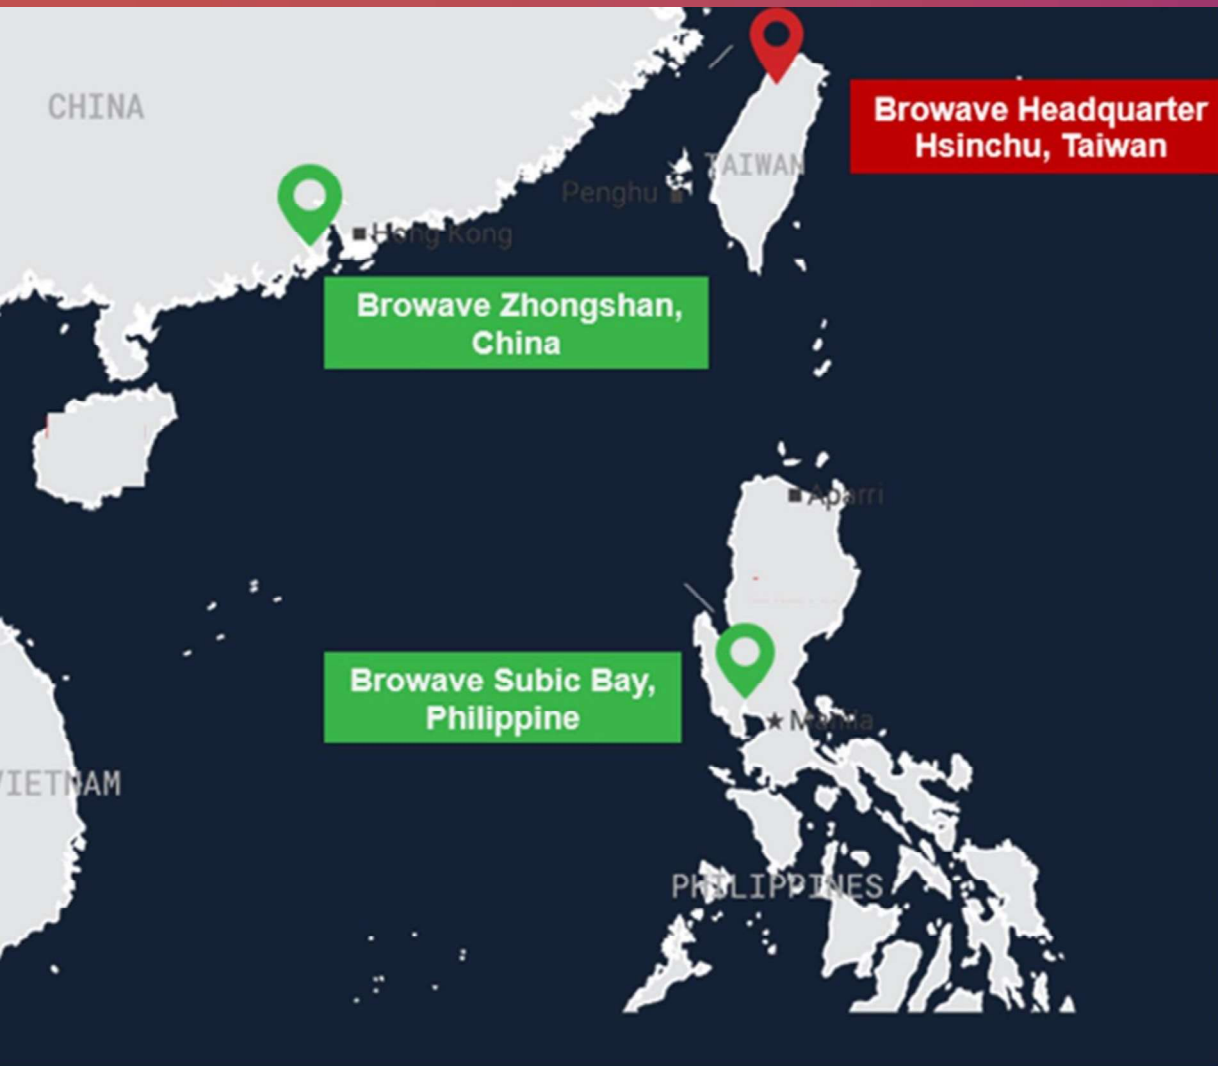 CHINA
Browave Headquarter
Hsinchu, Taiwan
TAIWAN
Penghu
Hong Kong
Browave Zhongshan,
China
Aparri
Browave Subic Bay,
Philippine
Manila
VIETNAM
PHILIPPINES